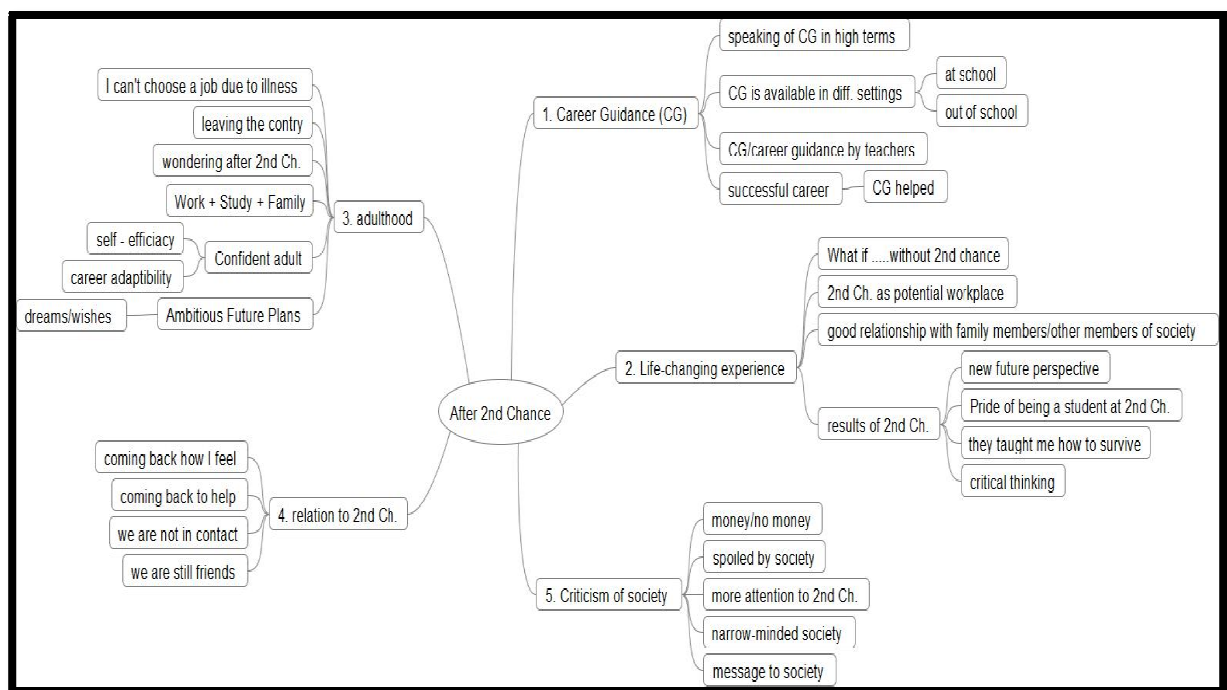 After 2nd Chance
1. Career Guidance (CG)
speaking of CG in high terms
CG is available in diff. settings
at school
out of school
CG/career guidance by teachers
successful career
CG helped
2. Life-changing experience
What if .....without 2nd chance
2nd Ch. as potential workplace
good relationship with family members/other members of society
results of 2nd Ch.
new future perspective
Pride of being a student at 2nd Ch.
they taught me how to survive
critical thinking
3. adulthood
I can't choose a job due to illness
leaving the contry
wondering after 2nd Ch.
Work + Study + Family
Confident adult
self - efficiacy
career adaptibility
Ambitious Future Plans
dreams/wishes
4. relation to 2nd Ch.
coming back how I feel
coming back to help
we are not in contact
we are still friends
5. Criticism of society
money/no money
spoiled by society
more attention to 2nd Ch.
narrow-minded society
message to society